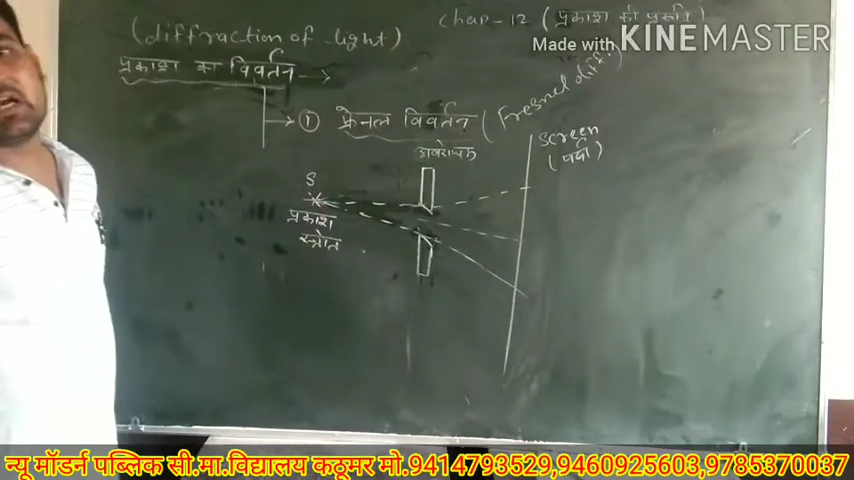 chap-12 (प्रकाश की प्रकृति)
(diffraction of light)
Made with KINEMASTER
प्रकाश का विवर्तन
① फ्रेनल विवर्तन (Fresnel diff.)
अवरोधक
screen
(पर्दा)
S
प्रकाश
स्त्रोत
न्यू मॉडर्न पब्लिक सी.मा.विद्यालय कठूमर मो.9414793529,9460925603,9785370037